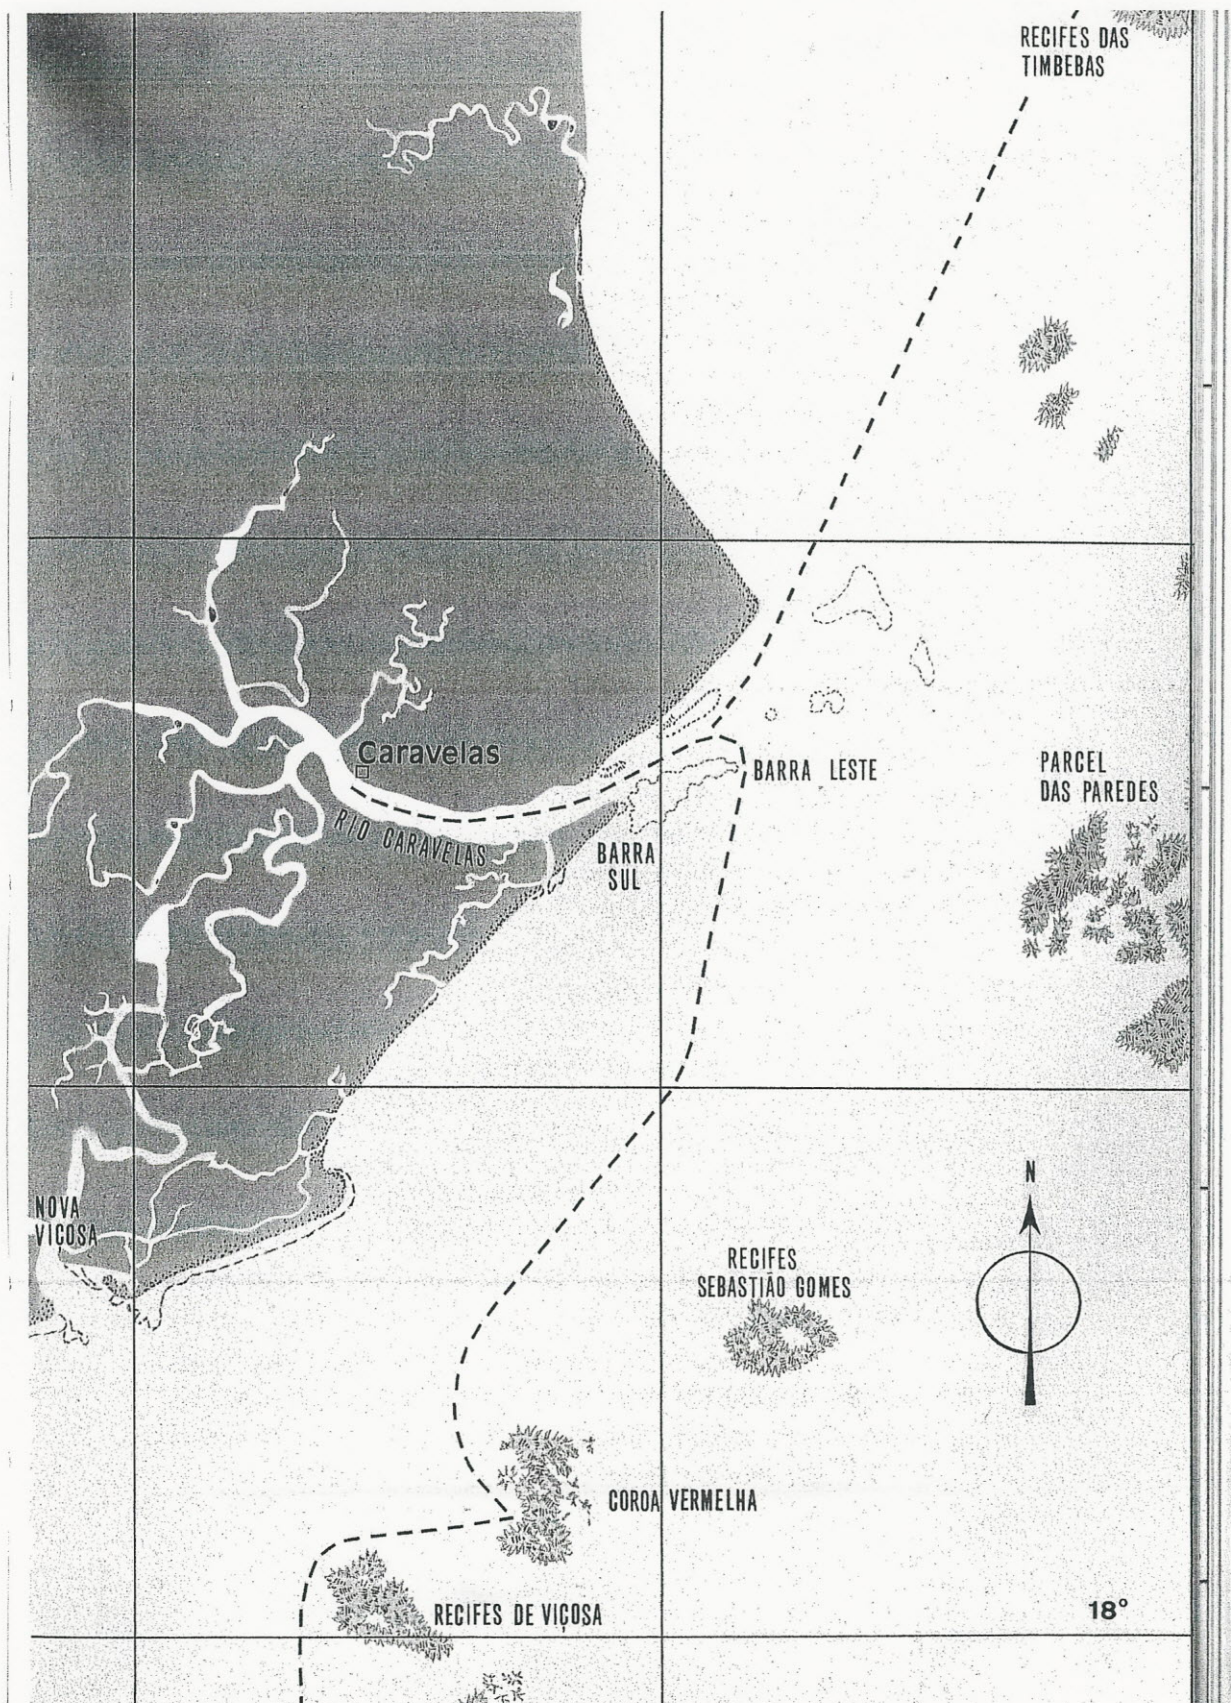 RECIFES DAS
TIMBEBAS
Caravelas
RIO CARAVELAS
BARRA LESTE
PARCEL
DAS PAREDES
BARRA
SUL
N
NOVA
VIÇOSA
RECIFES
SEBASTIÃO GOMES
COROA VERMELHA
RECIFES DE VIÇOSA
18°